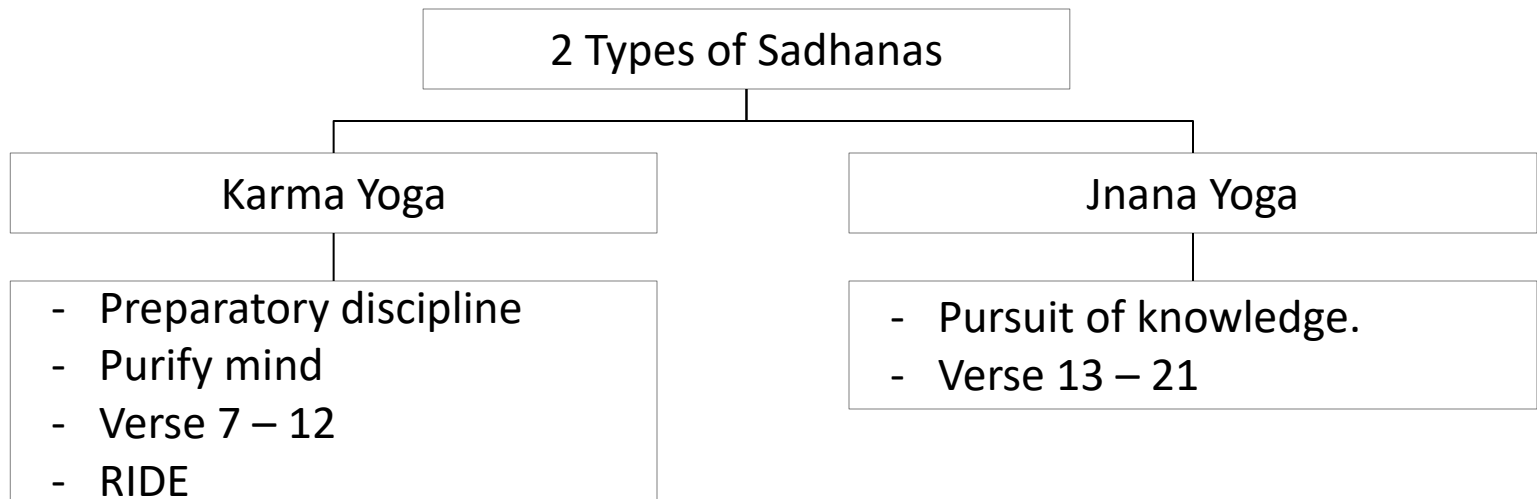 2 Types of Sadhanas
Karma Yoga
Jnana Yoga
- Preparatory discipline
- Purify mind
- Verse 7 – 12
- RIDE
- Pursuit of knowledge.
- Verse 13 – 21